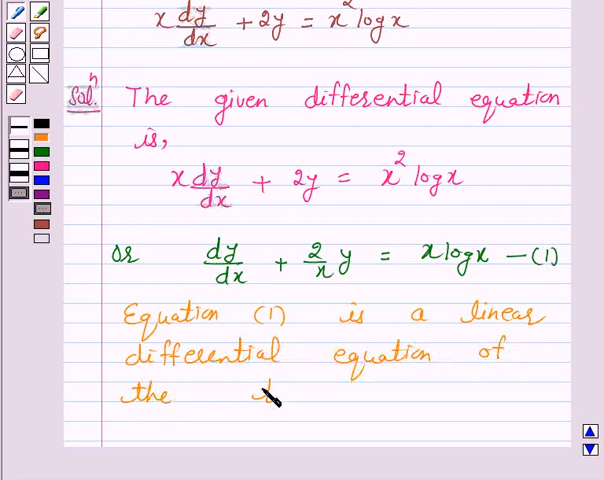 x dy/dx + 2y = x² log x
Solⁿ. The given differential equation
is,
x dy/dx + 2y = x² log x
or dy/dx + 2/x y = x log x — (1)
Equation (1) is a linear
differential equation of
the